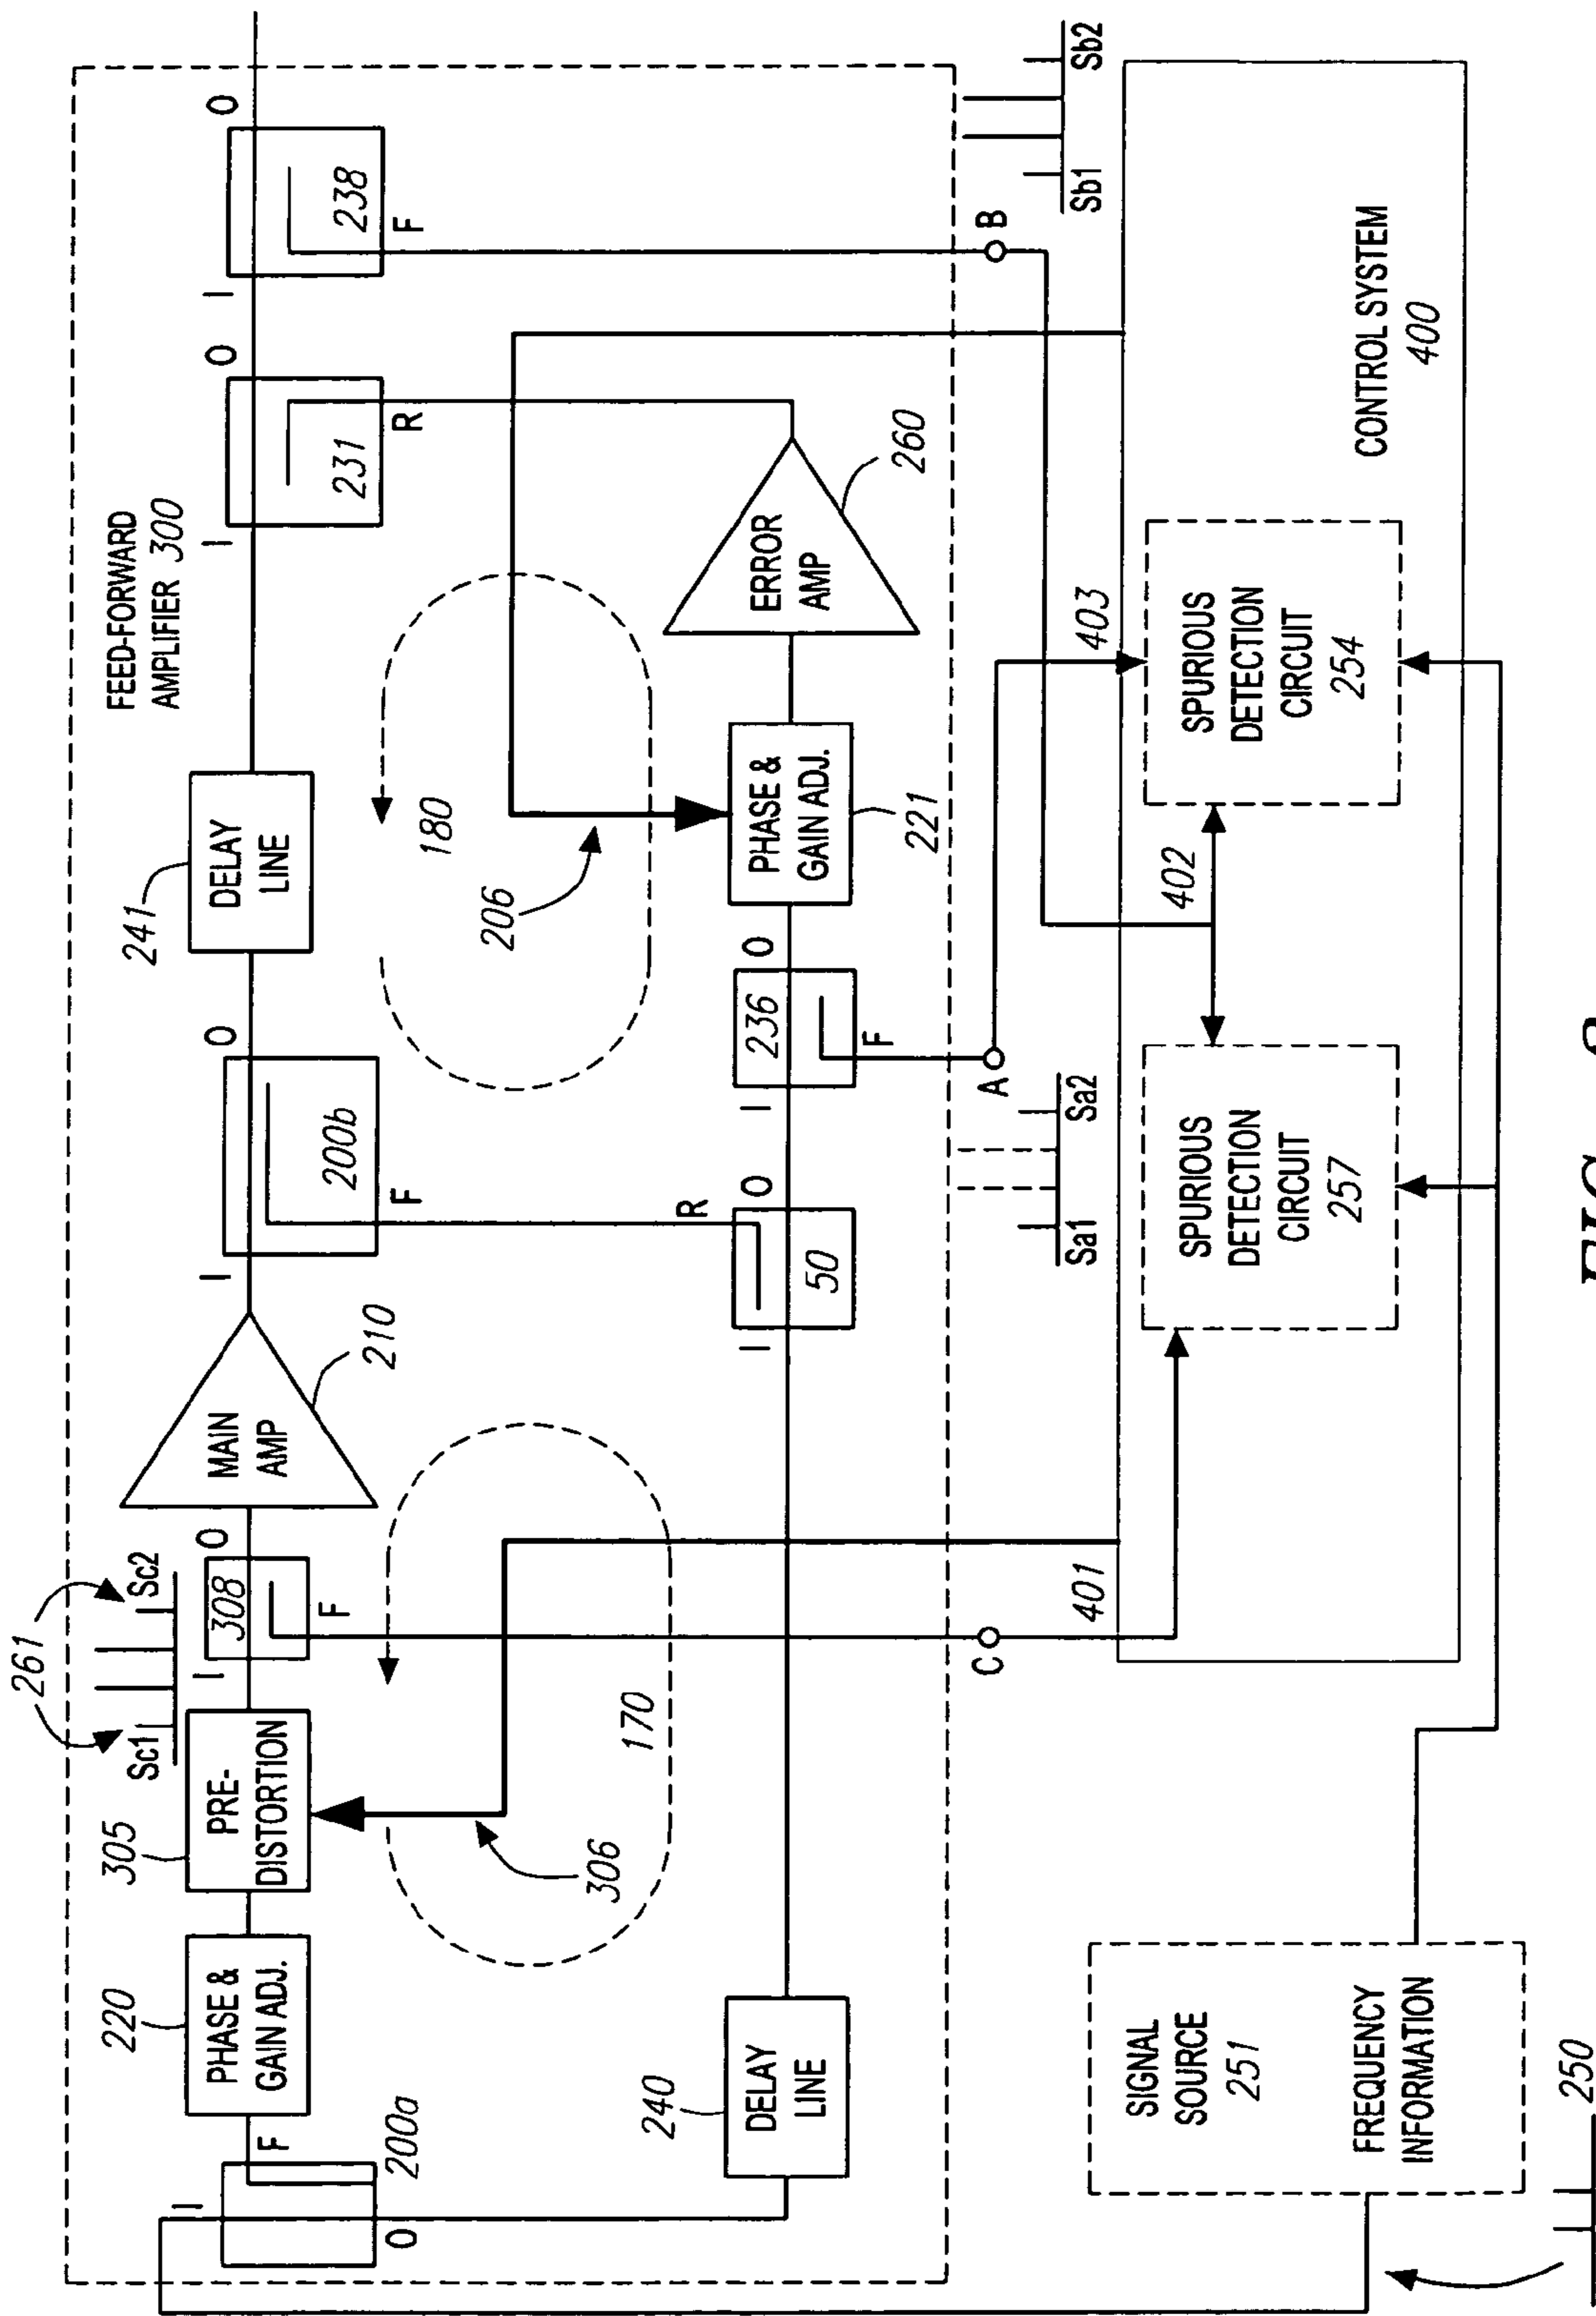 FEED-FORWARD
AMPLIFIER 300
261
Sc1
Sc2
220
PHASE &
GAIN ADJ.
305
PRE-
DISTORTION
I
308
O
F
MAIN
AMP
210
I
200b
O
F
241
DELAY
LINE
I
231
O
R
I
238
O
F
I
200a
F
O
306
170
206
180
240
DELAY
LINE
I
50
R
O
I
236
O
F
PHASE &
GAIN ADJ.
221
ERROR
AMP
260
C
A
B
Sa1
Sa2
Sb1
Sb2
401
402
403
SPURIOUS
DETECTION
CIRCUIT
257
SPURIOUS
DETECTION
CIRCUIT
254
CONTROL SYSTEM
400
SIGNAL
SOURCE
251
FREQUENCY
INFORMATION
250